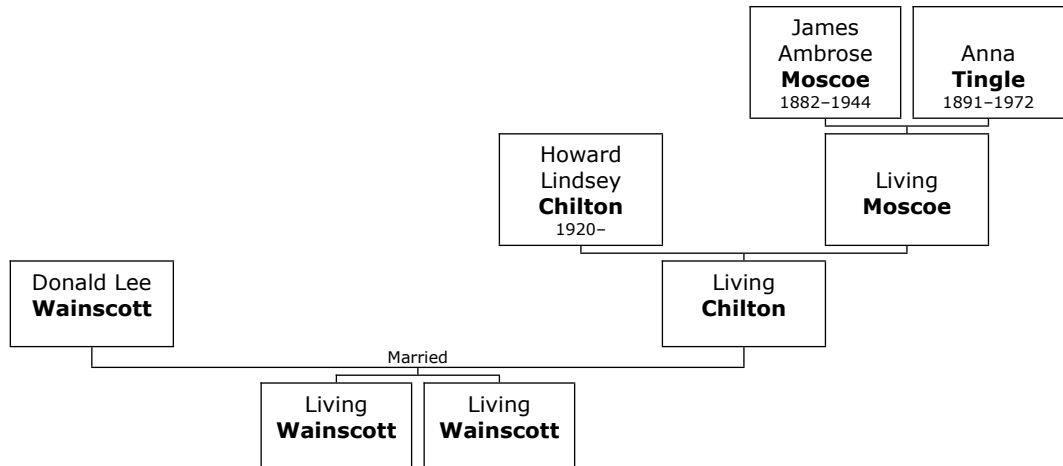 James
Ambrose
Moscoe
1882–1944
Anna
Tingle
1891–1972
Howard
Lindsey
Chilton
1920–
Living
Moscoe
Donald Lee
Wainscott
Living
Chilton
Married
Living
Wainscott
Living
Wainscott